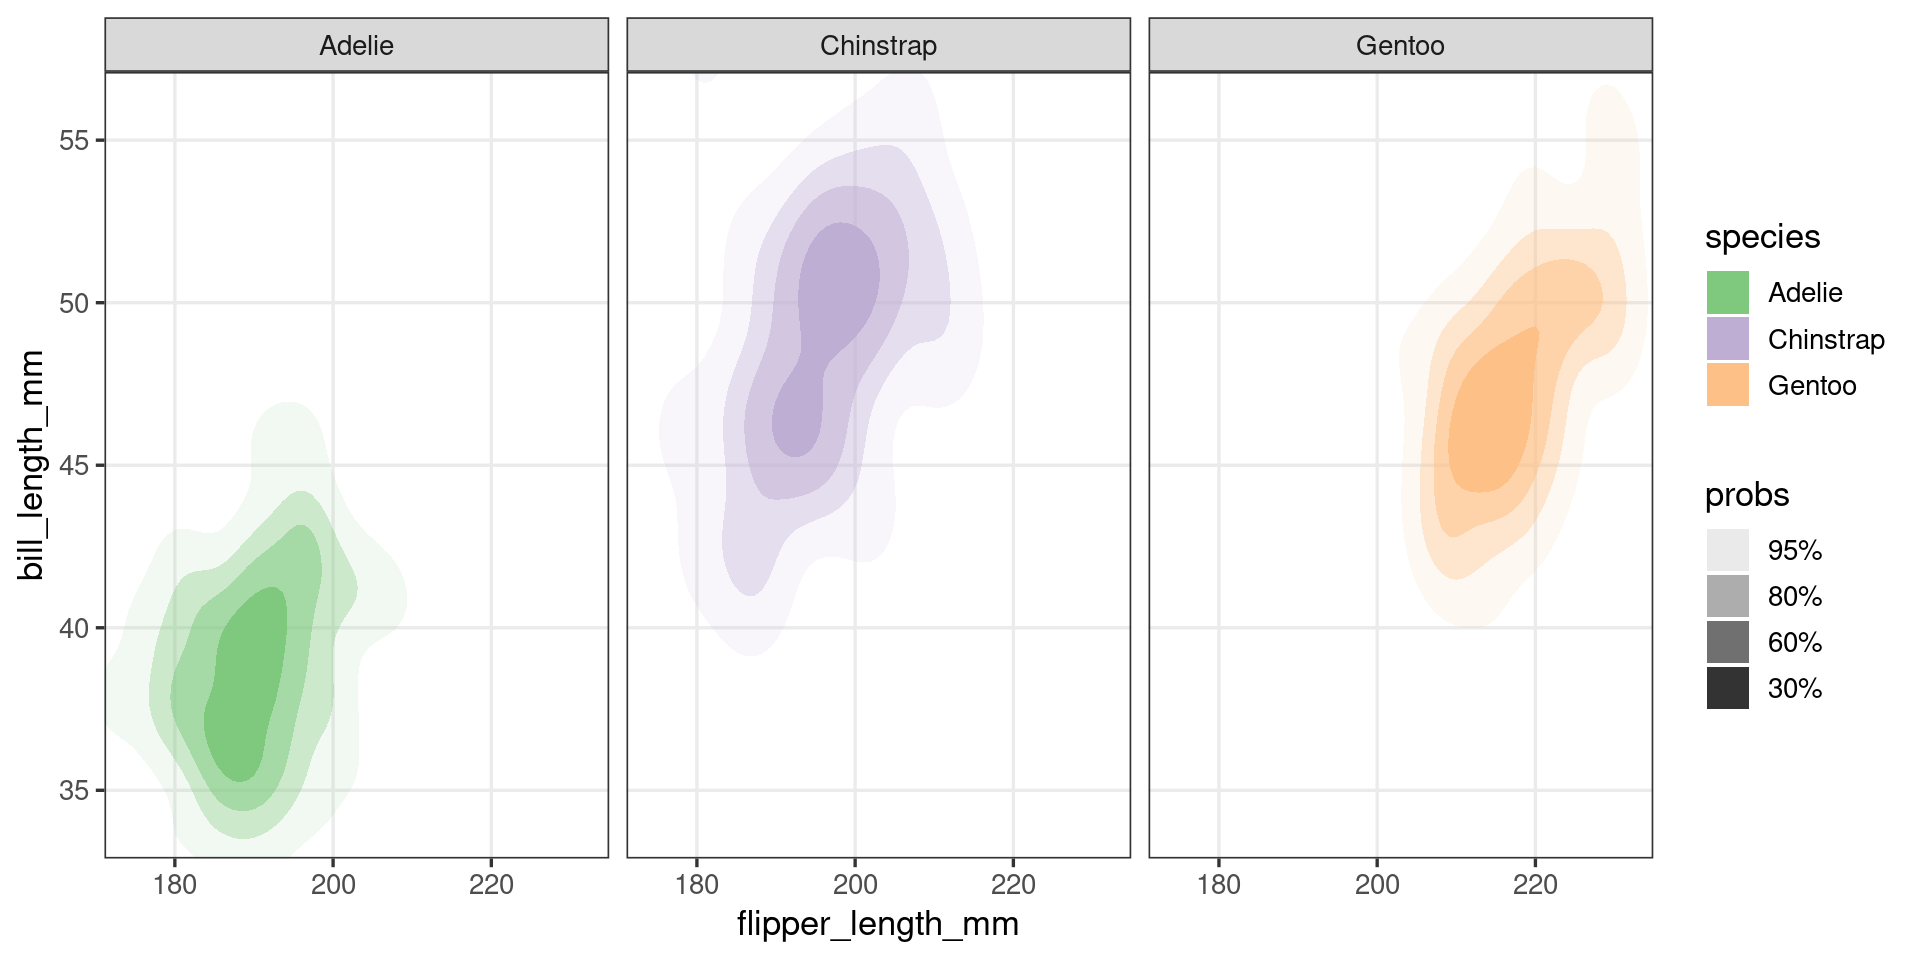 Adelie
Chinstrap
Gentoo
55
50
45
40
35
bill_length_mm
180
200
220
180
200
220
180
200
220
flipper_length_mm
species
Adelie
Chinstrap
Gentoo
probs
95%
80%
60%
30%